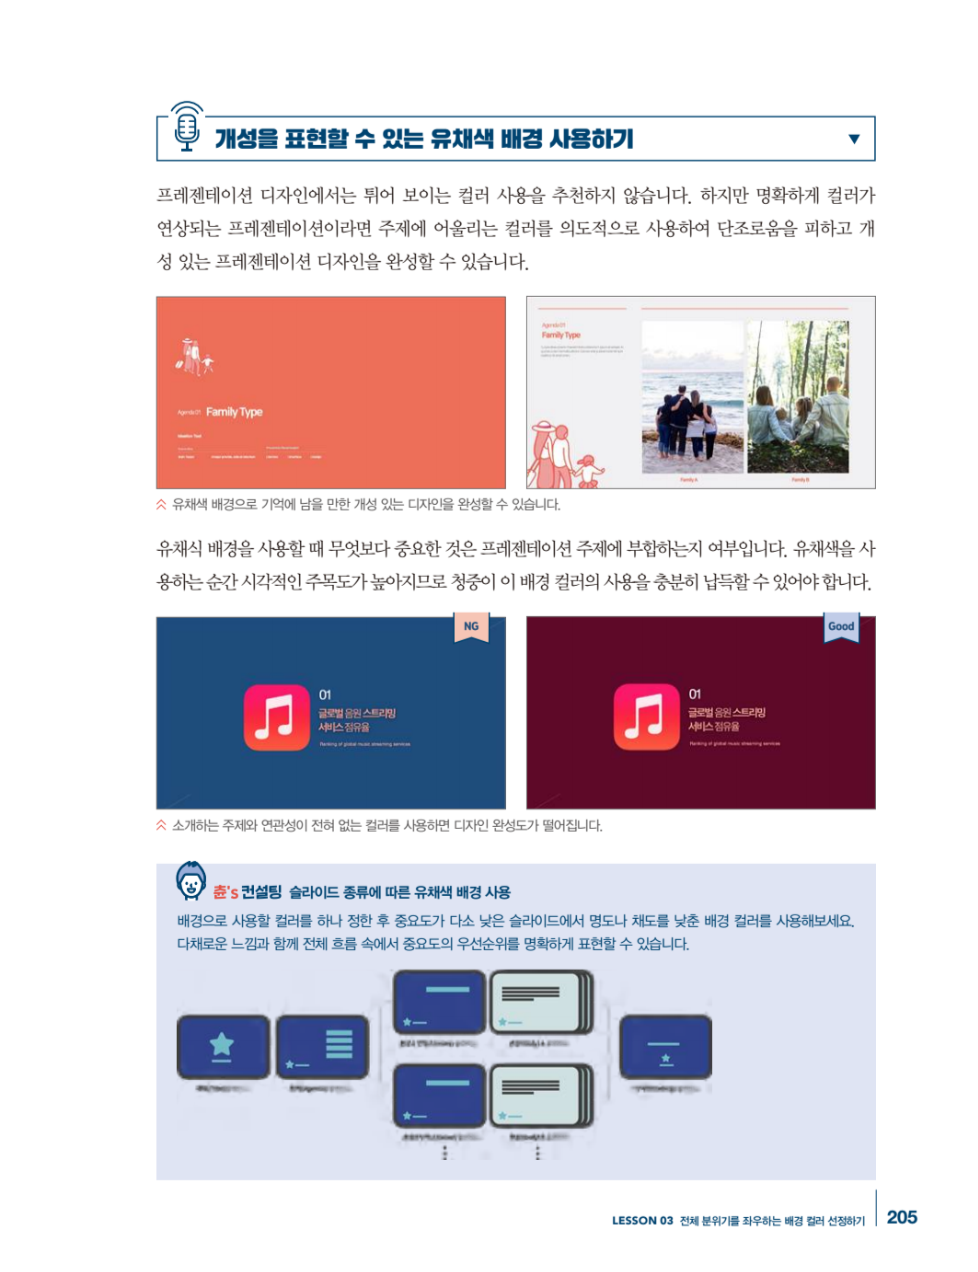 개성을 표현할 수 있는 유채색 배경 사용하기
프레젠테이션 디자인에서는 튀어 보이는 컬러 사용을 추천하지 않습니다. 하지만 명확하게 컬러가
연상되는 프레젠테이션이라면 주제에 어울리는 컬러를 의도적으로 사용하여 단조로움을 피하고 개
성 있는 프레젠테이션 디자인을 완성할 수 있습니다.
Agenda 01 Family Type
Agenda 01
Family Type
Family A
Family B
유채색 배경으로 기억에 남을 만한 개성 있는 디자인을 완성할 수 있습니다.
유채식 배경을 사용할 때 무엇보다 중요한 것은 프레젠테이션 주제에 부합하는지 여부입니다. 유채색을 사
용하는 순간 시각적인 주목도가 높아지므로 청중이 이 배경 컬러의 사용을 충분히 납득할 수 있어야 합니다.
NG
01
글로벌 음원 스트리밍
서비스 점유율
Ranking of global music streaming services
Good
01
글로벌 음원 스트리밍
서비스 점유율
Ranking of global music streaming services
소개하는 주제와 연관성이 전혀 없는 컬러를 사용하면 디자인 완성도가 떨어집니다.
츈's 컨설팅 슬라이드 종류에 따른 유채색 배경 사용
배경으로 사용할 컬러를 하나 정한 후 중요도가 다소 낮은 슬라이드에서 명도나 채도를 낮춘 배경 컬러를 사용해보세요.
다채로운 느낌과 함께 전체 흐름 속에서 중요도의 우선순위를 명확하게 표현할 수 있습니다.
LESSON 03 전체 분위기를 좌우하는 배경 컬러 선정하기
205